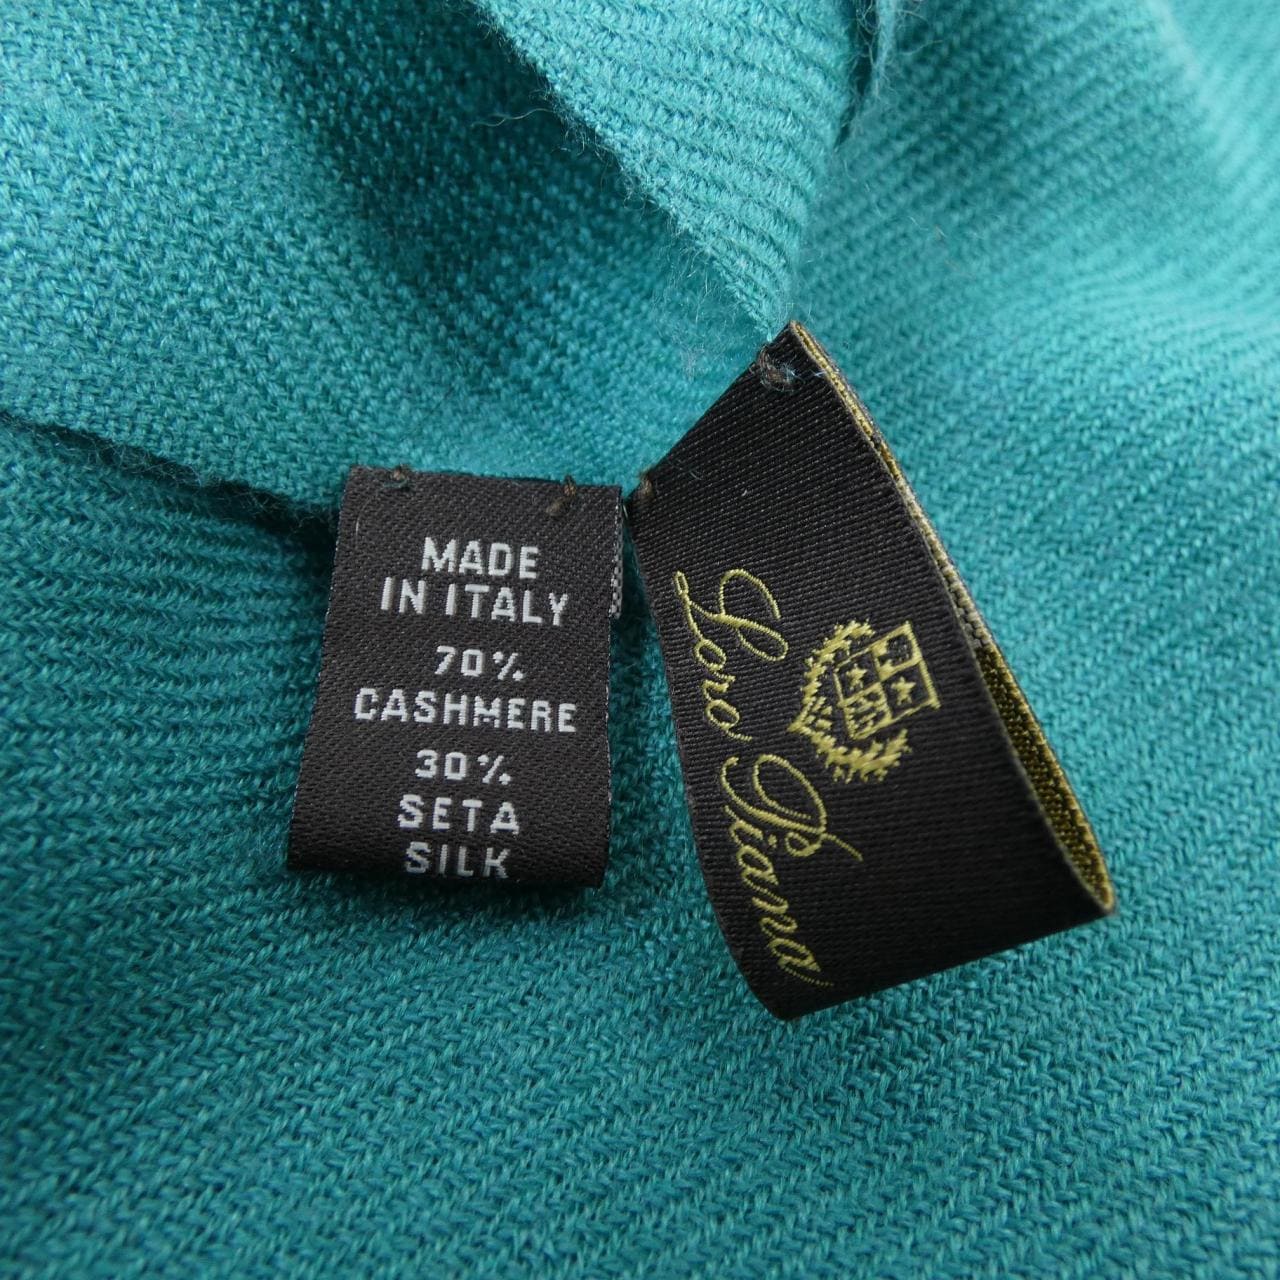 MADE
IN ITALY
70%
CASHMERE
30%
SETA
SILK
Loro Piana